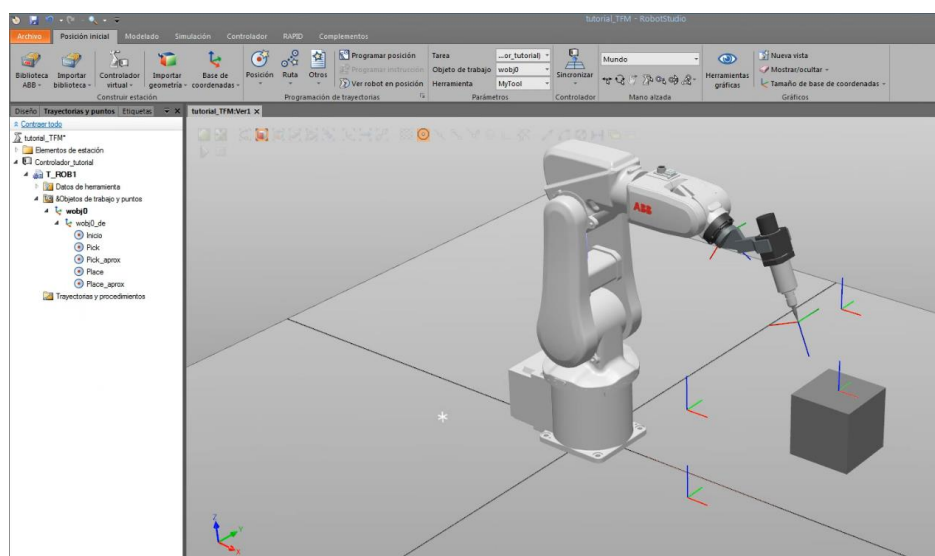 tutorial_TFM - RobotStudio
Archivo Posición inicial Modelado Simulación Controlador RAPID Complementos
Biblioteca ABB
Importar biblioteca
Controlador virtual
Importar geometría
Base de coordenadas
Construir estación
Posición
Ruta
Otros
Programar posición
Programar instrucción
Ver robot en posición
Programación de trayectorias
Tarea ...or_tutorial)
Objeto de trabajo wobj0
Herramienta MyTool
Parámetros
Sincronizar
Controlador
Mundo
Mano alzada
Herramientas gráficas
Nueva vista
Mostrar/ocultar
Tamaño de base de coordenadas
Gráficos
Diseño Trayectorias y puntos Etiquetas
tutorial_TFM:Ver1
Contraer todo
tutorial_TFM*
Elementos de estación
Controlador_tutorial
T_ROB1
Datos de herramienta
&Objetos de trabajo y puntos
wobj0
wobj0_de
Inicio
Pick
Pick_aprox
Place
Place_aprox
Trayectorias y procedimientos
ABB
Z
Y
X